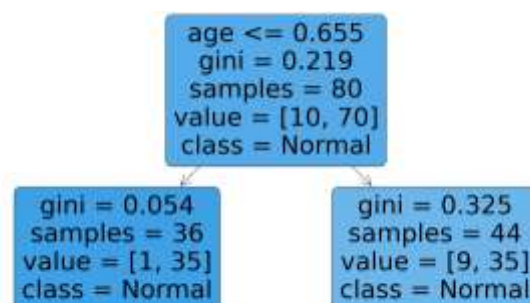 age <= 0.655
gini = 0.219
samples = 80
value = [10, 70]
class = Normal
gini = 0.054
samples = 36
value = [1, 35]
class = Normal
gini = 0.325
samples = 44
value = [9, 35]
class = Normal